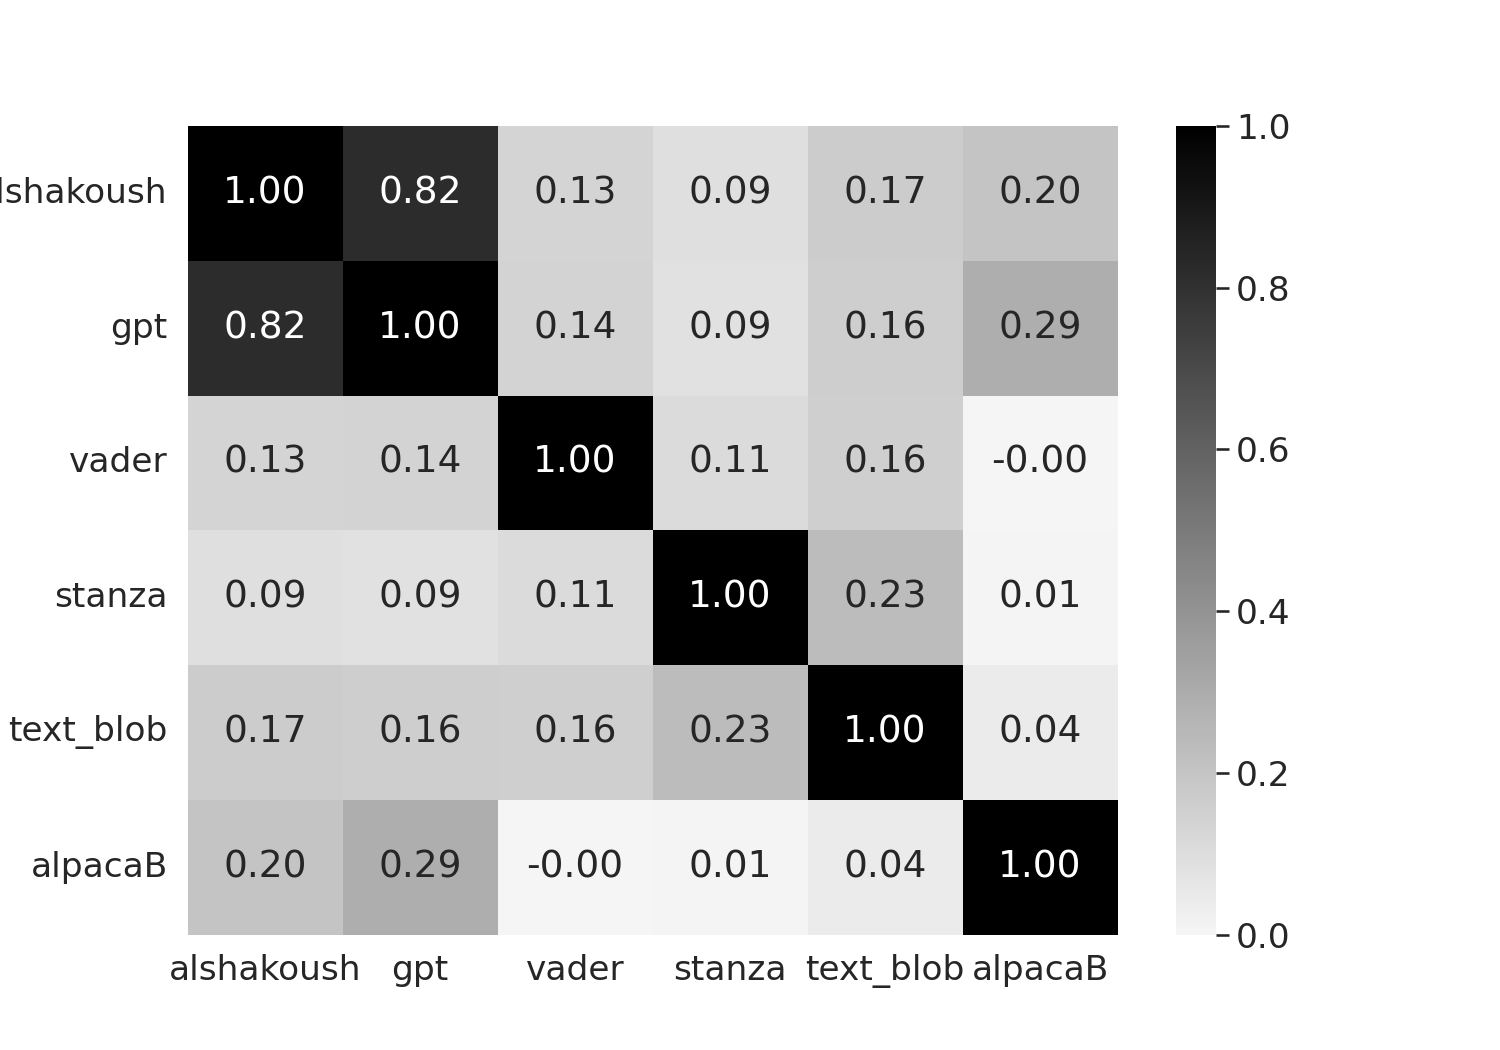 lshakoush 1.00 0.82 0.13 0.09 0.17 0.20
gpt 0.82 1.00 0.14 0.09 0.16 0.29
vader 0.13 0.14 1.00 0.11 0.16 -0.00
stanza 0.09 0.09 0.11 1.00 0.23 0.01
text_blob 0.17 0.16 0.16 0.23 1.00 0.04
alpacaB 0.20 0.29 -0.00 0.01 0.04 1.00
alshakoush gpt vader stanza text_blob alpacaB
1.0
0.8
0.6
0.4
0.2
0.0